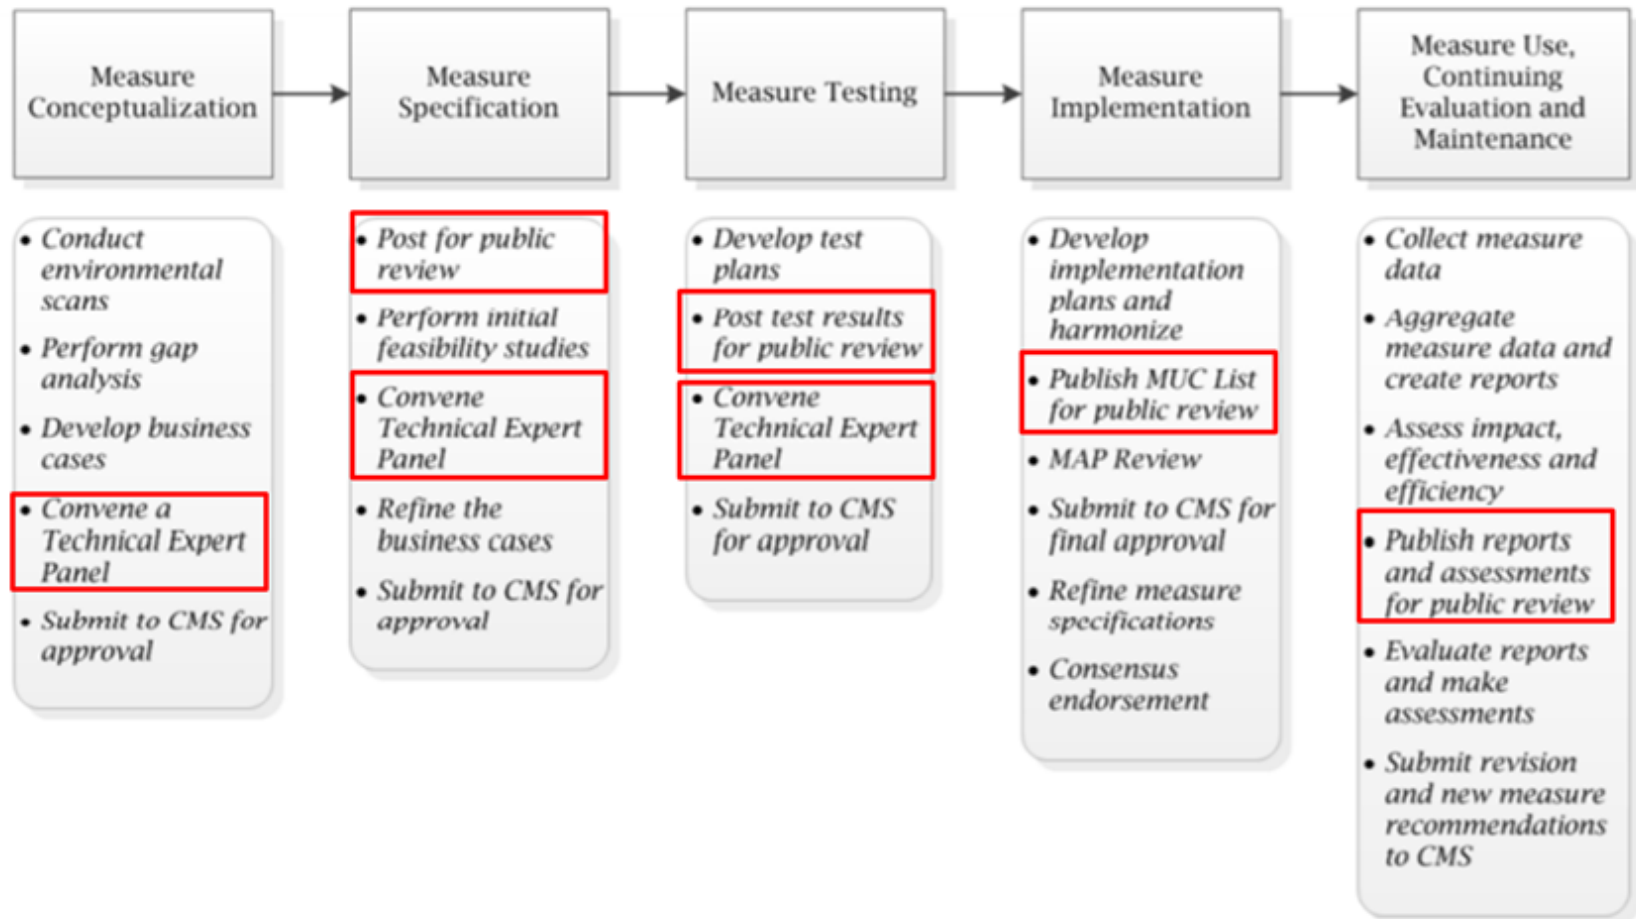 Measure
Conceptualization
Measure
Specification
Measure Testing
Measure
Implementation
Measure Use,
Continuing
Evaluation and
Maintenance
• Conduct
environmental
scans
• Perform gap
analysis
• Develop business
cases
• Convene a
Technical Expert
Panel
• Submit to CMS for
approval
• Post for public
review
• Perform initial
feasibility studies
• Convene
Technical Expert
Panel
• Refine the
business cases
• Submit to CMS for
approval
• Develop test
plans
• Post test results
for public review
• Convene
Technical Expert
Panel
• Submit to CMS
for approval
• Develop
implementation
plans and
harmonize
• Publish MUC List
for public review
• MAP Review
• Submit to CMS for
final approval
• Refine measure
specifications
• Consensus
endorsement
• Collect measure
data
• Aggregate
measure data and
create reports
• Assess impact,
effectiveness and
efficiency
• Publish reports
and assessments
for public review
• Evaluate reports
and make
assessments
• Submit revision
and new measure
recommendations
to CMS